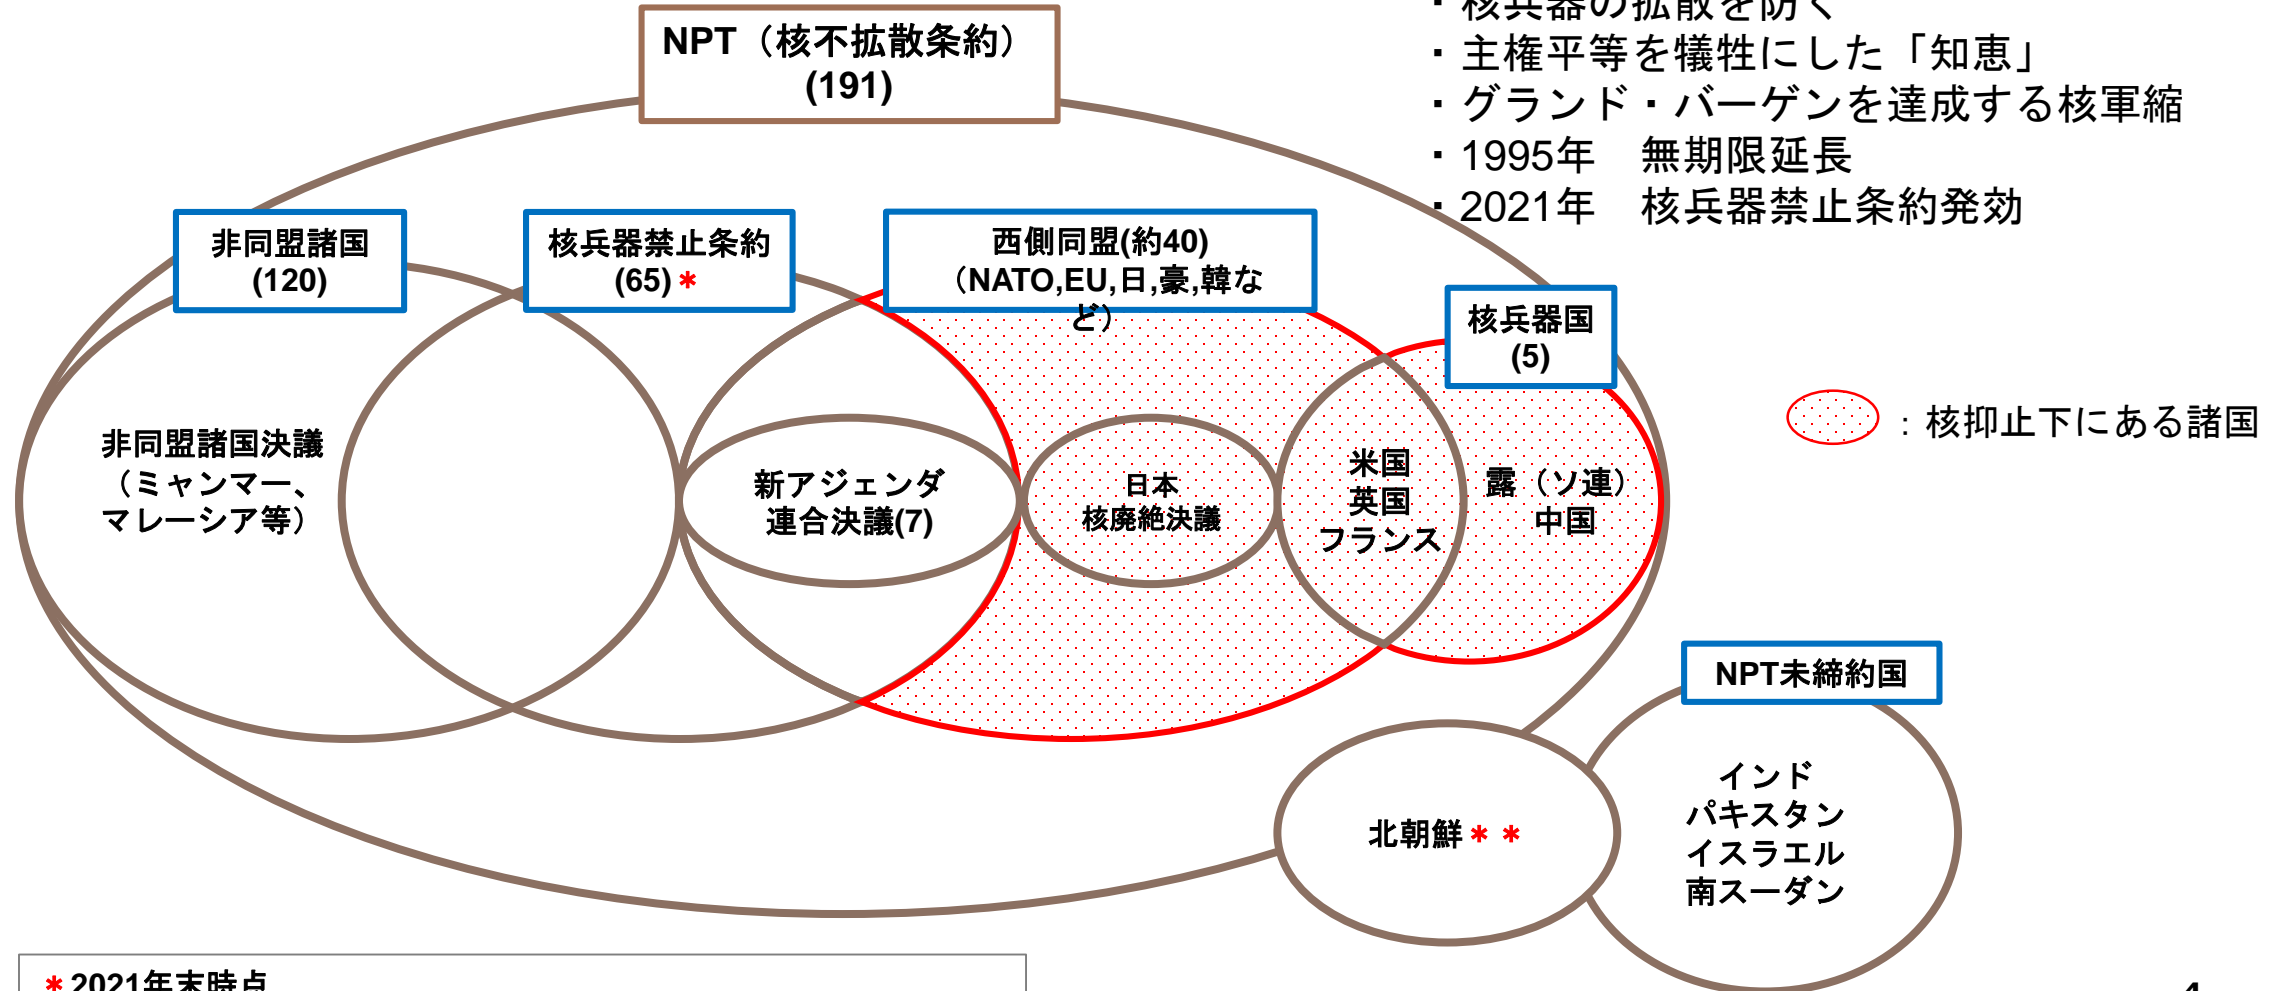 ・核兵器の拡散を防ぐ
・主権平等を犠牲にした「知恵」
・グランド・バーゲンを達成する核軍縮
・1995年　無期限延長
・2021年　核兵器禁止条約発効
NPT（核不拡散条約）
(191)
非同盟諸国
(120)
核兵器禁止条約
(65)＊
西側同盟(約40)
（NATO,EU,日,豪,韓な
ど）
核兵器国
(5)
：核抑止下にある諸国
非同盟諸国決議
（ミャンマー、
マレーシア等）
新アジェンダ
連合決議(7)
日本
核廃絶決議
米国
英国
フランス
露（ソ連）
中国
NPT未締約国
インド
パキスタン
イスラエル
南スーダン
北朝鮮＊＊
＊2021年末時点